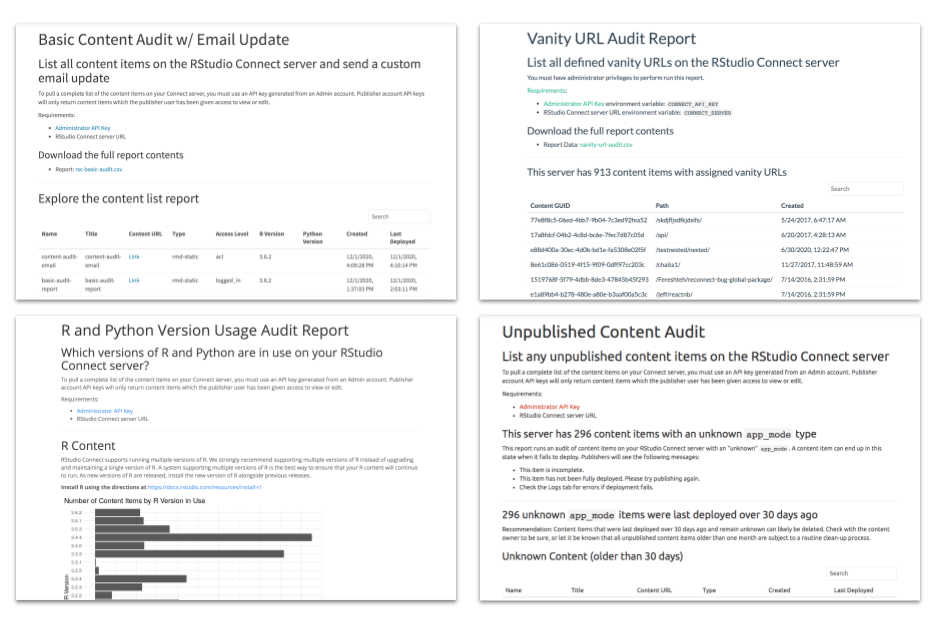 Basic Content Audit w/ Email Update
List all content items on the RStudio Connect server and send a custom
email update
To pull a complete list of the content items on your Connect server, you must use an API key generated from an Admin account. Publisher account API keys
will only return content items which the publisher user has been given access to view or edit.
Requirements:
Administrator API Key
RStudio Connect server URL
Download the full report contents
Report: rsc-basic-audit.csv
Explore the content list report
Search
Name Title Content URL Type Access Level R Version Python Version Created Last Deployed
content-audit-email content-audit-email Link rmd-static acl 3.6.2 12/1/2020, 4:09:28 PM 12/1/2020, 4:10:14 PM
basic-audit-report basic-audit-report Link rmd-static logged_in 3.6.2 12/1/2020, 1:37:03 PM 12/1/2020, 2:03:11 PM
Vanity URL Audit Report
List all defined vanity URLs on the RStudio Connect server
You must have administrator privileges to perform run this report.
Requirements:
Administrator API Key environment variable: CONNECT_API_KEY
RStudio Connect server URL environment variable: CONNECT_SERVER
Download the full report contents
Report Data: vanity-url-audit.csv
This server has 913 content items with assigned vanity URLs
Search
Content GUID Path Created
77e8f8c5-06ed-4bb7-9b04-7c3ed92fea52 /skdjfljsdfkjdslfs/ 5/24/2017, 6:47:17 AM
17a8fdcf-04b2-4c8d-bc6e-7fec7d87c05d /api/ 6/20/2017, 4:28:13 AM
e88d400a-30ec-4d0b-bd1e-fa5308e02f5f /testnested/nested/ 6/30/2020, 12:22:47 PM
8e61c086-0519-4f15-9f09-0dff97cc203c /chaita1/ 11/27/2017, 11:48:59 AM
1519768f-5f79-4dbb-8de3-47845b45f293 /Fereshteh/reconnect-bug-global-package/ 7/14/2016, 2:31:59 PM
e1a89bb4-b278-480e-a80e-b3aaf00a5c3c /jeff/reactnb/ 7/14/2016, 2:31:59 PM
R and Python Version Usage Audit Report
Which versions of R and Python are in use on your RStudio
Connect server?
To pull a complete list of the content items on your Connect server, you must use an API key generated from an Admin account. Publisher
account API keys will only return content items which the publisher user has been given access to view or edit.
Requirements:
Administrator API Key
RStudio Connect server URL
R Content
RStudio Connect supports running multiple versions of R. We strongly recommend supporting multiple versions of R instead of upgrading
and maintaining a single version of R. A system supporting multiple versions of R is the best way to ensure that your R content will continue
to run. As new versions of R are released, install the new version of R alongside previous releases.
Install R using the directions at https://docs.rstudio.com/resources/install-r/
Number of Content Items by R Version in Use
R Version
3.6.2
3.6.1
3.5.3
3.4.4
3.4.0
3.3.3
3.3.1
3.2.5
3.2.4
3.2.3
3.2.2
Unpublished Content Audit
List any unpublished content items on the RStudio Connect server
To pull a complete list of the content items on your Connect server, you must use an API key generated from an Admin account. Publisher
account API keys will only return content items which the publisher user has been given access to view or edit.
Requirements:
Administrator API Key
RStudio Connect server URL
This server has 296 content items with an unknown app_mode type
This report runs an audit of content items on your RStudio Connect server with an "unknown" app_mode. A content item can end up in this
state when it fails to deploy. Publishers will see the following messages:
This item is incomplete.
This item has not been fully deployed. Please try publishing again.
Check the Logs tab for errors if deployment fails.
296 unknown app_mode items were last deployed over 30 days ago
Recommendation: Content items that were last deployed over 30 days ago and remain unknown can likely be deleted. Check with the content
owner to be sure, or let it be known that all unpublished content items older than one month are subject to a routine clean-up process.
Unknown Content (older than 30 days)
Search
Name Title Content URL Type Created Last Deployed